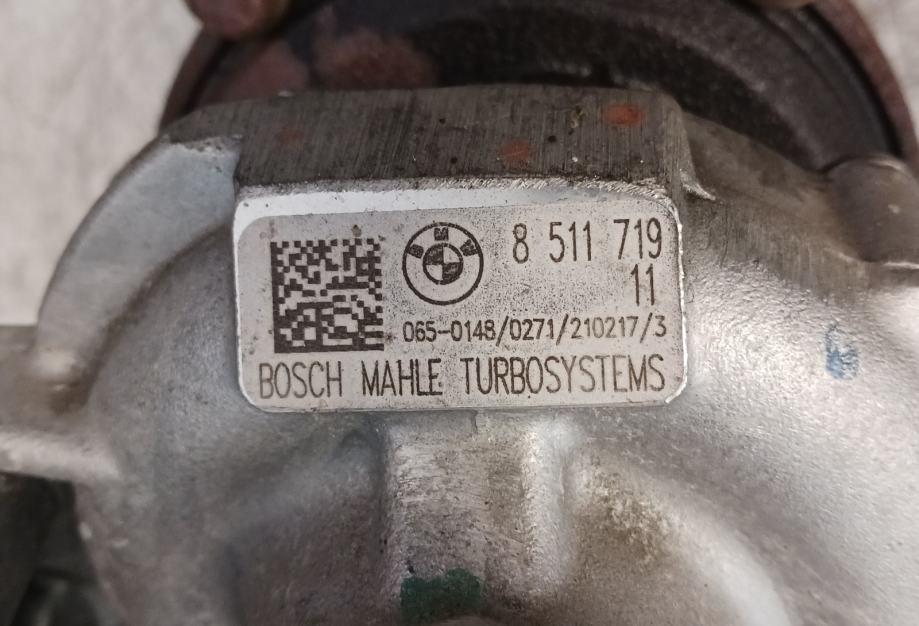 BMW
8 511 719
11
065-0148/0271/210217/3
BOSCH MAHLE TURBOSYSTEMS